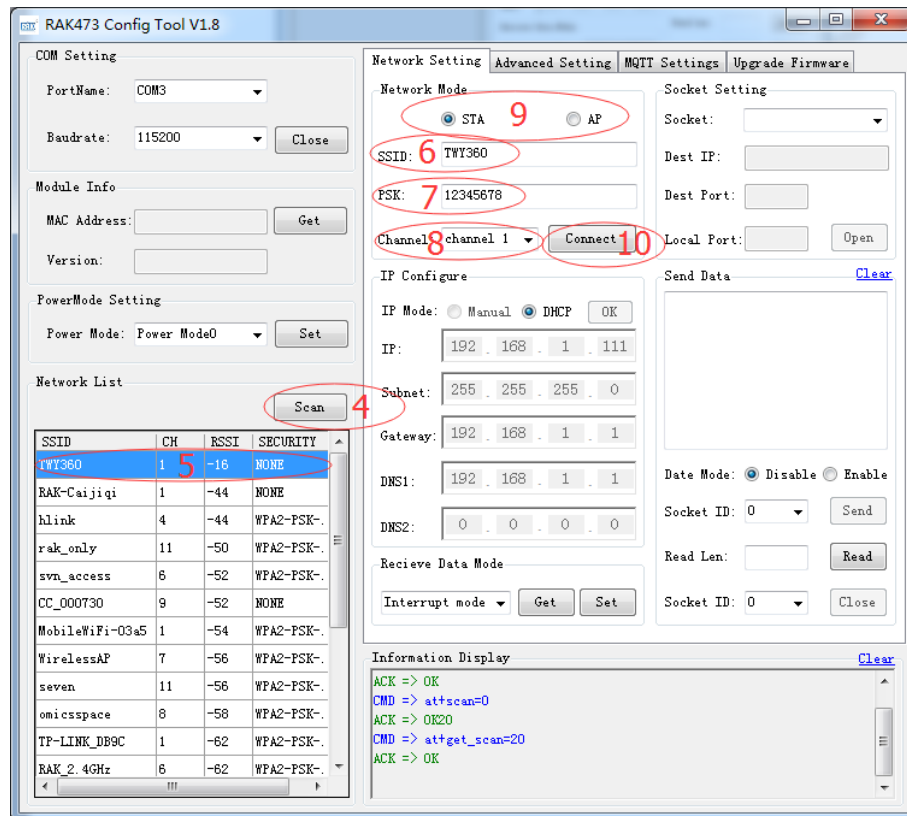 RAK473 Config Tool V1.8
COM Setting
PortName: COM3
Baudrate: 115200 Close
Module Info
MAC Address: Get
Version:
PowerMode Setting
Power Mode: Power Mode0 Set
Network List
Scan 4
SSID CH RSSI SECURITY
TWY360 1 5 -16 NONE
RAK-Caijiqi 1 -44 NONE
hlink 4 -44 WPA2-PSK-.
rak_only 11 -50 WPA2-PSK-.
svn_access 6 -52 WPA2-PSK-.
CC_000730 9 -52 NONE
MobileWiFi-03a5 1 -54 WPA2-PSK-.
WirelessAP 7 -56 WPA2-PSK-.
seven 11 -56 WPA2-PSK-.
omicsspace 8 -58 WPA2-PSK-.
TP-LINK_DB9C 1 -62 WPA2-PSK-.
RAK_2.4GHz 6 -62 WPA2-PSK-.
Network Setting Advanced Setting MQTT Settings Upgrade Firmware
Network Mode
STA 9 AP
SSID: 6 TWY360
PSK: 7 12345678
Channel 8 channel 1 Connect 10
IP Configure
IP Mode: Manual DHCP OK
IP: 192 . 168 . 1 . 111
Subnet: 255 . 255 . 255 . 0
Gateway: 192 . 168 . 1 . 1
DNS1: 192 . 168 . 1 . 1
DNS2: 0 . 0 . 0 . 0
Recieve Data Mode
Interrupt mode Get Set
Socket Setting
Socket:
Dest IP:
Dest Port:
Local Port: Open
Send Data Clear
Date Mode: Disable Enable
Socket ID: 0 Send
Read Len: Read
Socket ID: 0 Close
Information Display Clear
ACK => OK
CMD => at+scan=0
ACK => OK20
CMD => at+get_scan=20
ACK => OK